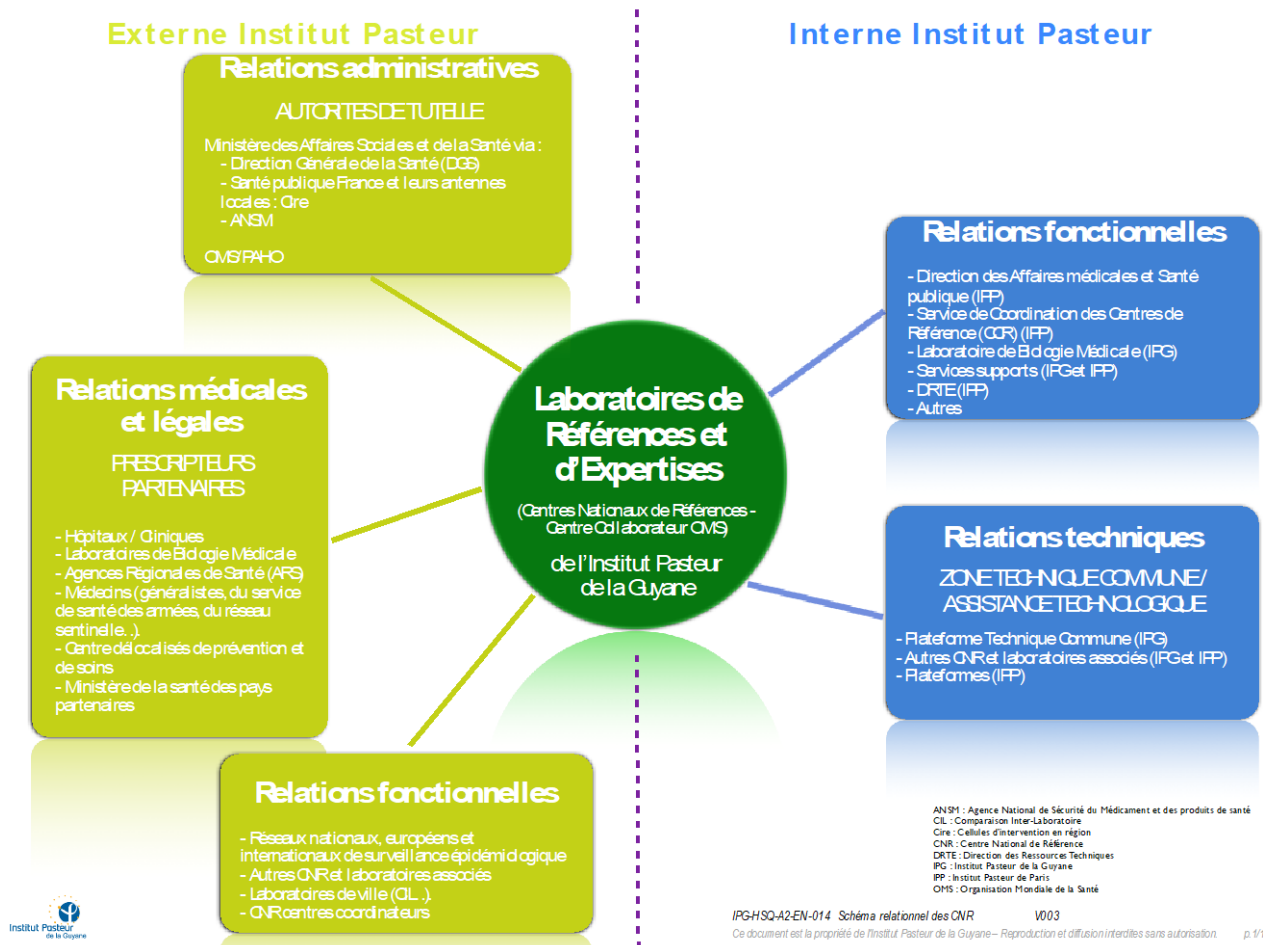 Externe Institut Pasteur
Interne Institut Pasteur
Relations administratives
AUTORITES DE TUTELLE
Ministère des Affaires Sociales et de la Santé via :
- Direction Générale de la Santé (DGS)
- Santé publique France et leurs antennes
locales : Cire
- ANSM
OMS/PAHO
Relations médicales
et légales
PRESCRIPTEURS
PARTENAIRES
- Hôpitaux / Cliniques
- Laboratoires de Biologie Médicale
- Agences Régionales de Santé (ARS)
- Médecins (généralistes, du service
de santé des armées, du réseau
sentinelle...).
- Centre délocalisés de prévention et
de soins
- Ministère de la santé des pays
partenaires
Relations fonctionnelles
- Réseaux nationaux, européens et
internationaux de surveillance épidémiologique
- Autres CNR et laboratoires associés
- Laboratoires de ville (CIL...).
- CNR centres coordinateurs
Laboratoires de
Références et
d'Expertises
(Centres Nationaux de Références -
Centre Collaborateur OMS)
de l'Institut Pasteur
de la Guyane
Relations fonctionnelles
- Direction des Affaires médicales et Santé
publique (IPP)
- Service de Coordination des Centres de
Référence (CCR) (IPP)
- Laboratoire de Biologie Médicale (IPG)
- Services supports (IPG et IPP)
- DRTE (IPP)
- Autres
Relations techniques
ZONE TECHNIQUE COMMUNE /
ASSISTANCE TECHNOLOGIQUE
- Plateforme Technique Commune (IPG)
- Autres CNR et laboratoires associés (IPG et IPP)
- Plateformes (IPP)
ANSM : Agence National de Sécurité du Médicament et des produits de santé
CIL : Comparaison Inter-Laboratoire
Cire : Cellules d'intervention en région
CNR : Centre National de Référence
DRTE : Direction des Ressources Techniques
IPG : Institut Pasteur de la Guyane
IPP : Institut Pasteur de Paris
OMS : Organisation Mondiale de la Santé
Institut Pasteur
de la Guyane
IPG-HSQ-A2-EN-014 Schéma relationnel des CNR V003
Ce document est la propriété de l'Institut Pasteur de la Guyane – Reproduction et diffusion interdites sans autorisation. p.1/1